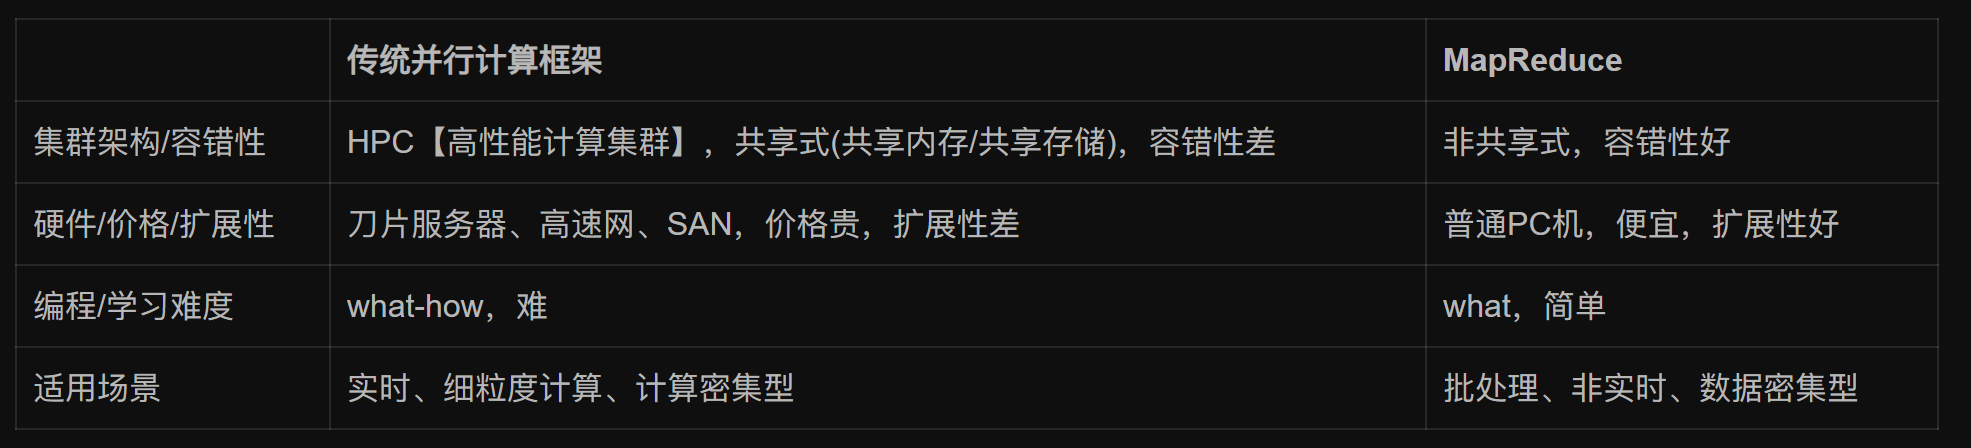 传统并行计算框架 MapReduce
集群架构/容错性 HPC【高性能计算集群】，共享式(共享内存/共享存储)，容错性差 非共享式，容错性好
硬件/价格/扩展性 刀片服务器、高速网、SAN，价格贵，扩展性差 普通PC机，便宜，扩展性好
编程/学习难度 what-how，难 what，简单
适用场景 实时、细粒度计算、计算密集型 批处理、非实时、数据密集型